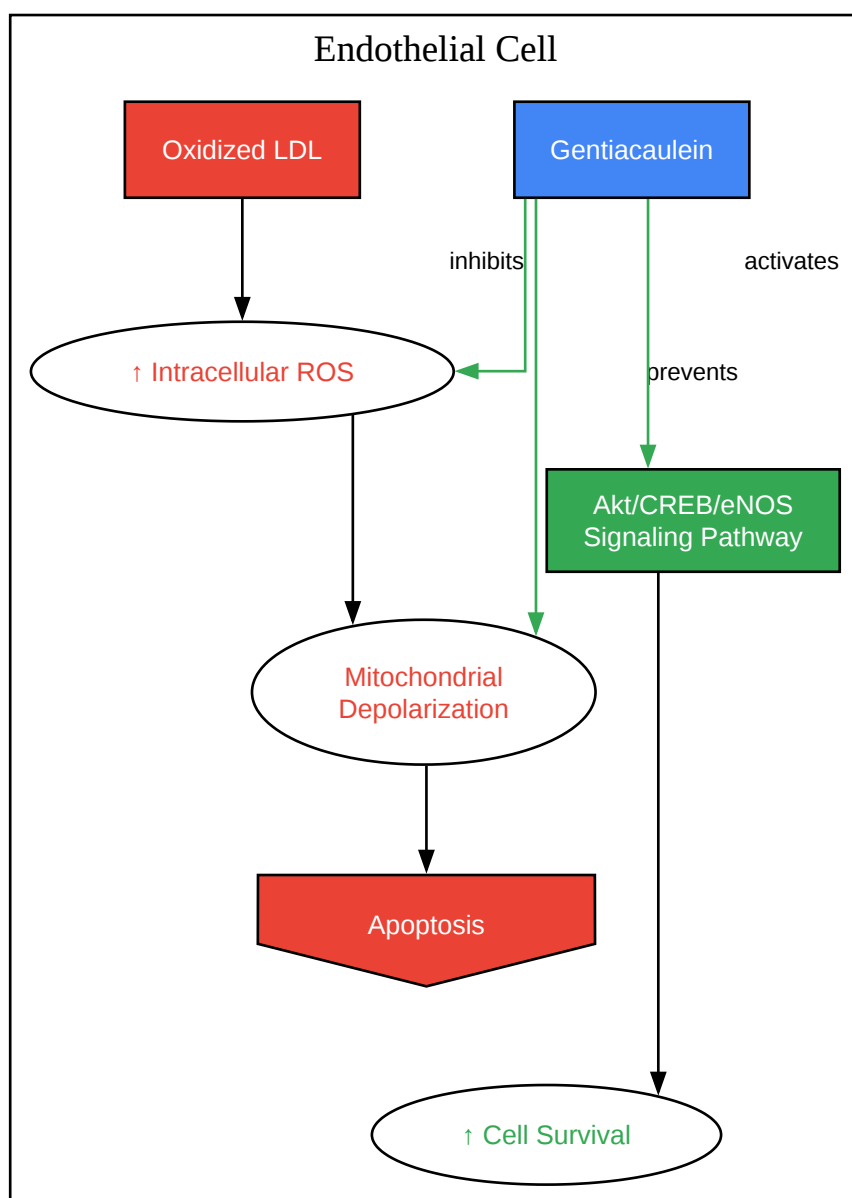 Endothelial Cell
Oxidized LDL
Gentiacaulein
inhibits
activates
↑ Intracellular ROS
prevents
Akt/CREB/eNOS
Signaling Pathway
Mitochondrial
Depolarization
Apoptosis
↑ Cell Survival